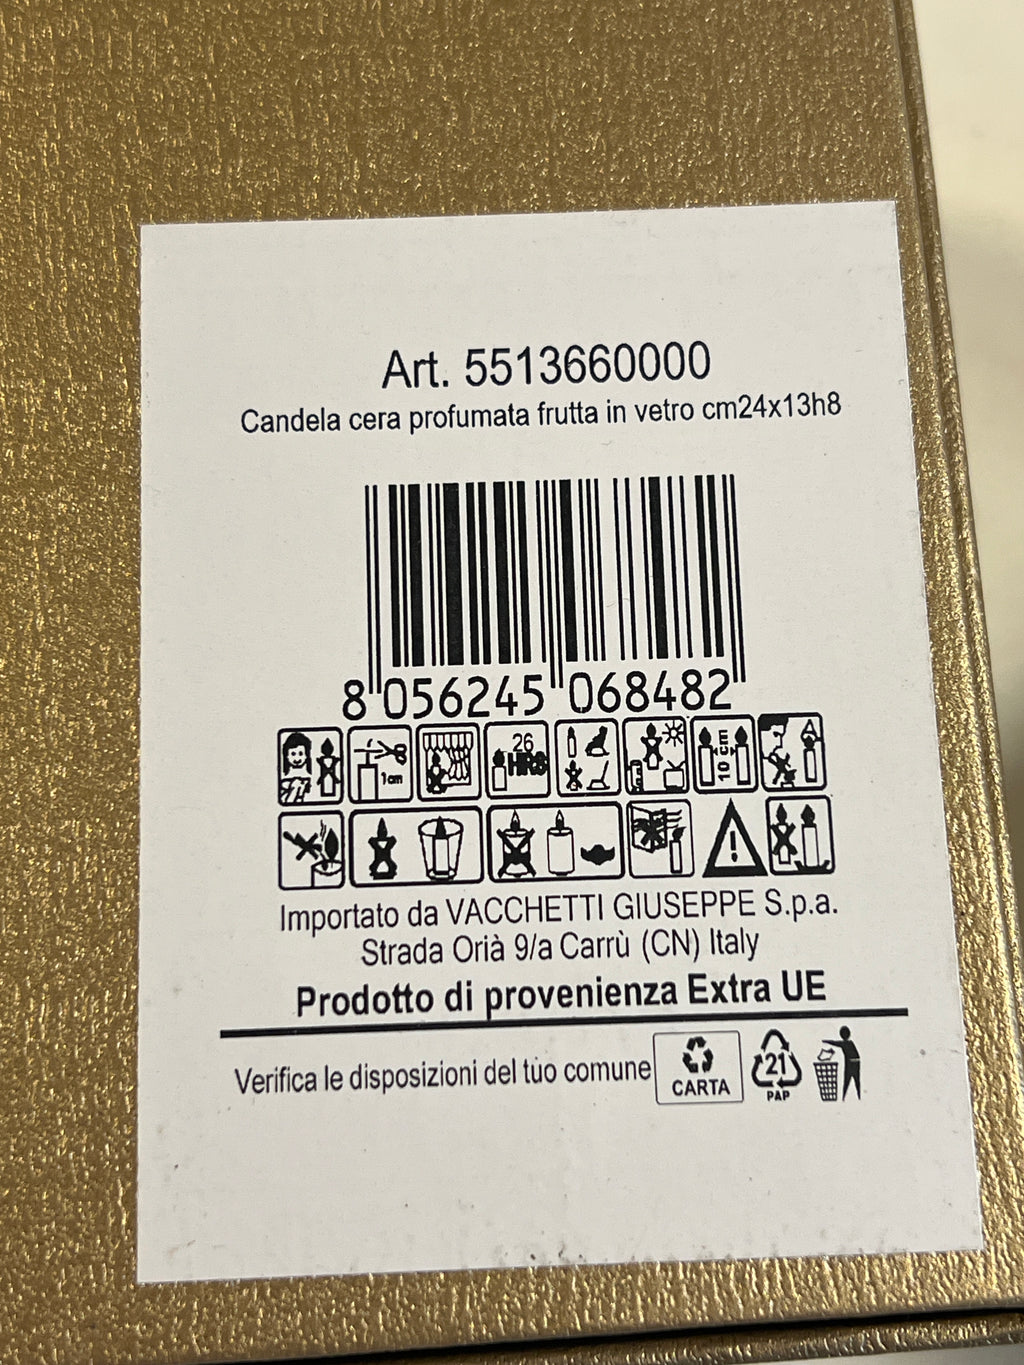 Art. 5513660000
Candela cera profumata frutta in vetro cm24x13h8
8 056245 068482
1cm
26
HRS
10 cm
Importato da VACCHETTI GIUSEPPE S.p.a.
Strada Orià 9/a Carrù (CN) Italy
Prodotto di provenienza Extra UE
Verifica le disposizioni del tuo comune
CARTA
21
PAP